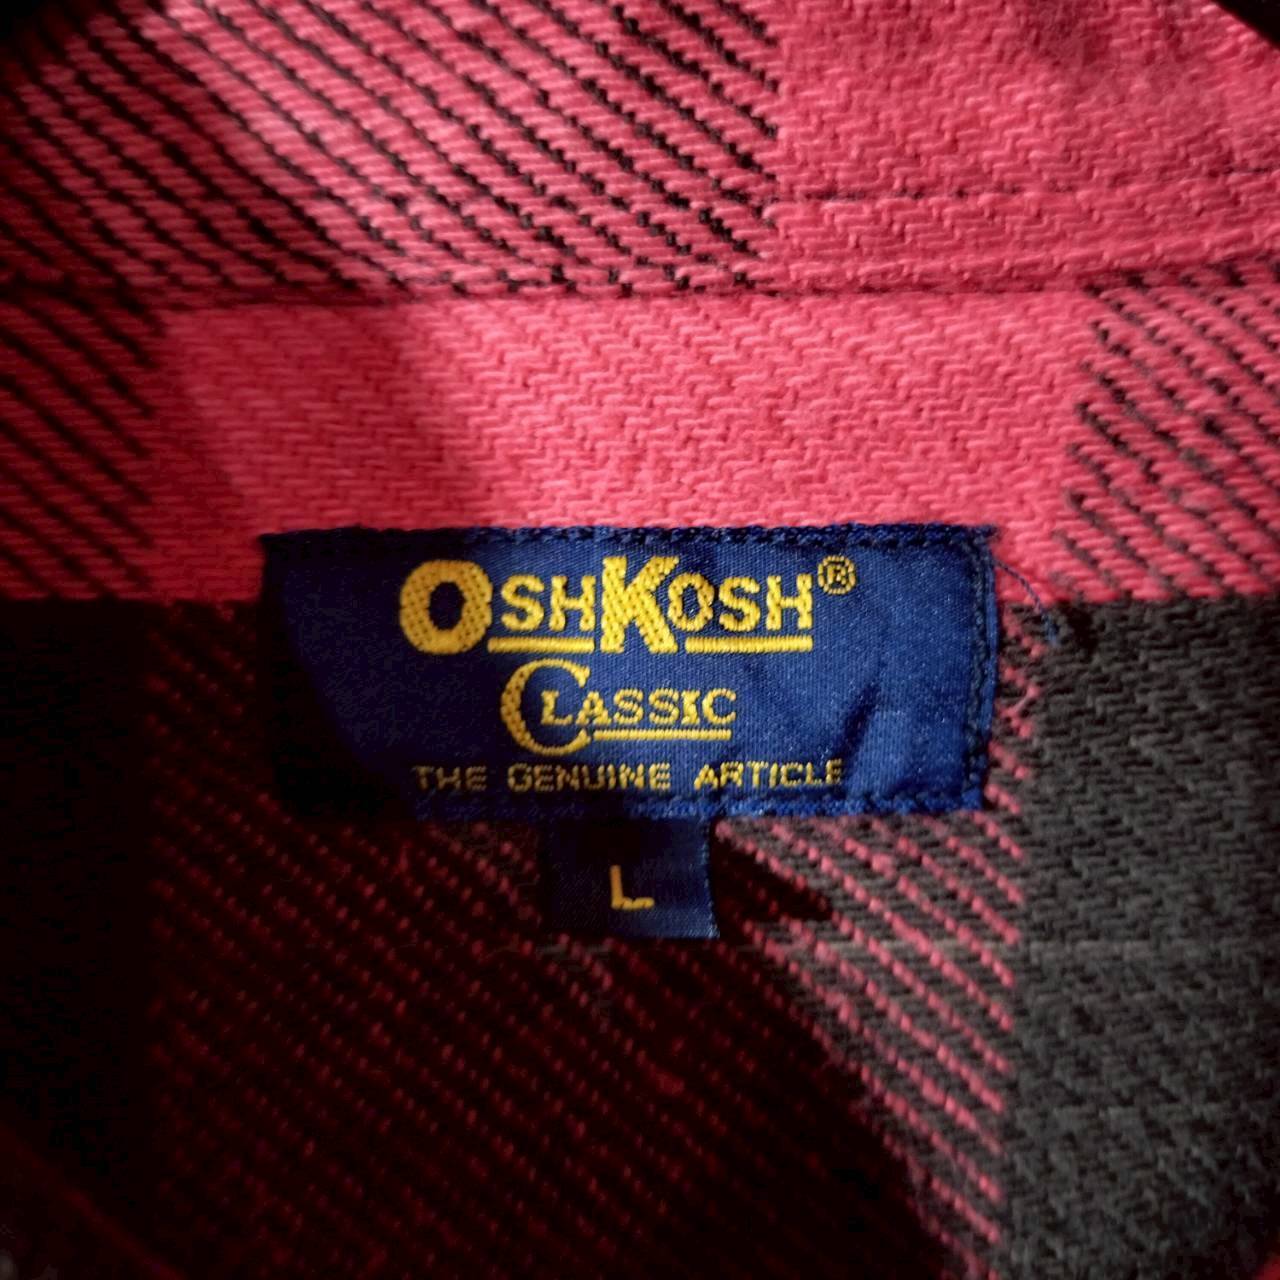 OSHKOSH®
CLASSIC
THE GENUINE ARTICLE
L